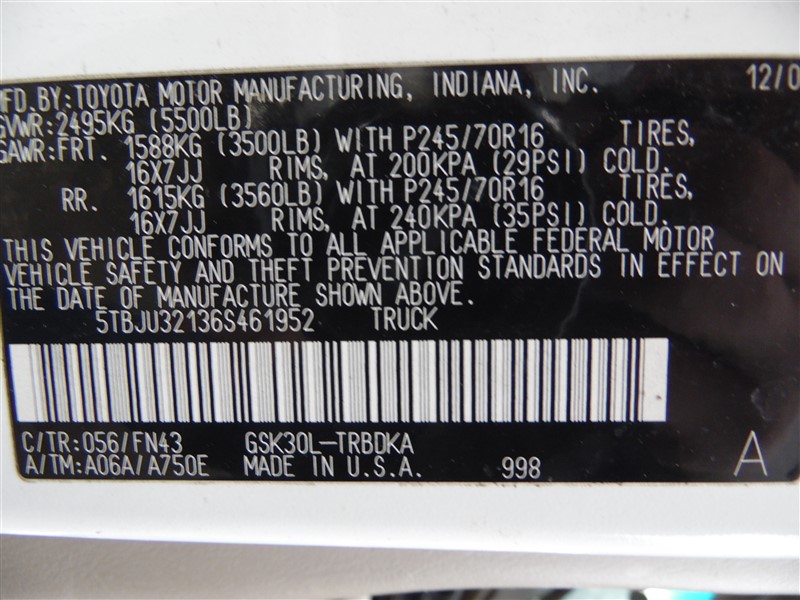 MFD.BY:TOYOTA MOTOR MANUFACTURING, INDIANA, INC. 12/0
GVWR:2495KG (5500LB)
GAWR:FRT. 1588KG (3500LB) WITH P245/70R16 TIRES,
16X7JJ RIMS, AT 200KPA (29PSI) COLD.
RR. 1615KG (3560LB) WITH P245/70R16 TIRES,
16X7JJ RIMS, AT 240KPA (35PSI) COLD.
THIS VEHICLE CONFORMS TO ALL APPLICABLE FEDERAL MOTOR
VEHICLE SAFETY AND THEFT PREVENTION STANDARDS IN EFFECT ON
THE DATE OF MANUFACTURE SHOWN ABOVE.
5TBJU32136S461952 TRUCK
C/TR:056/FN43 GSK30L-TRBDKA
A/TM:A06A/A750E MADE IN U.S.A. 998 A